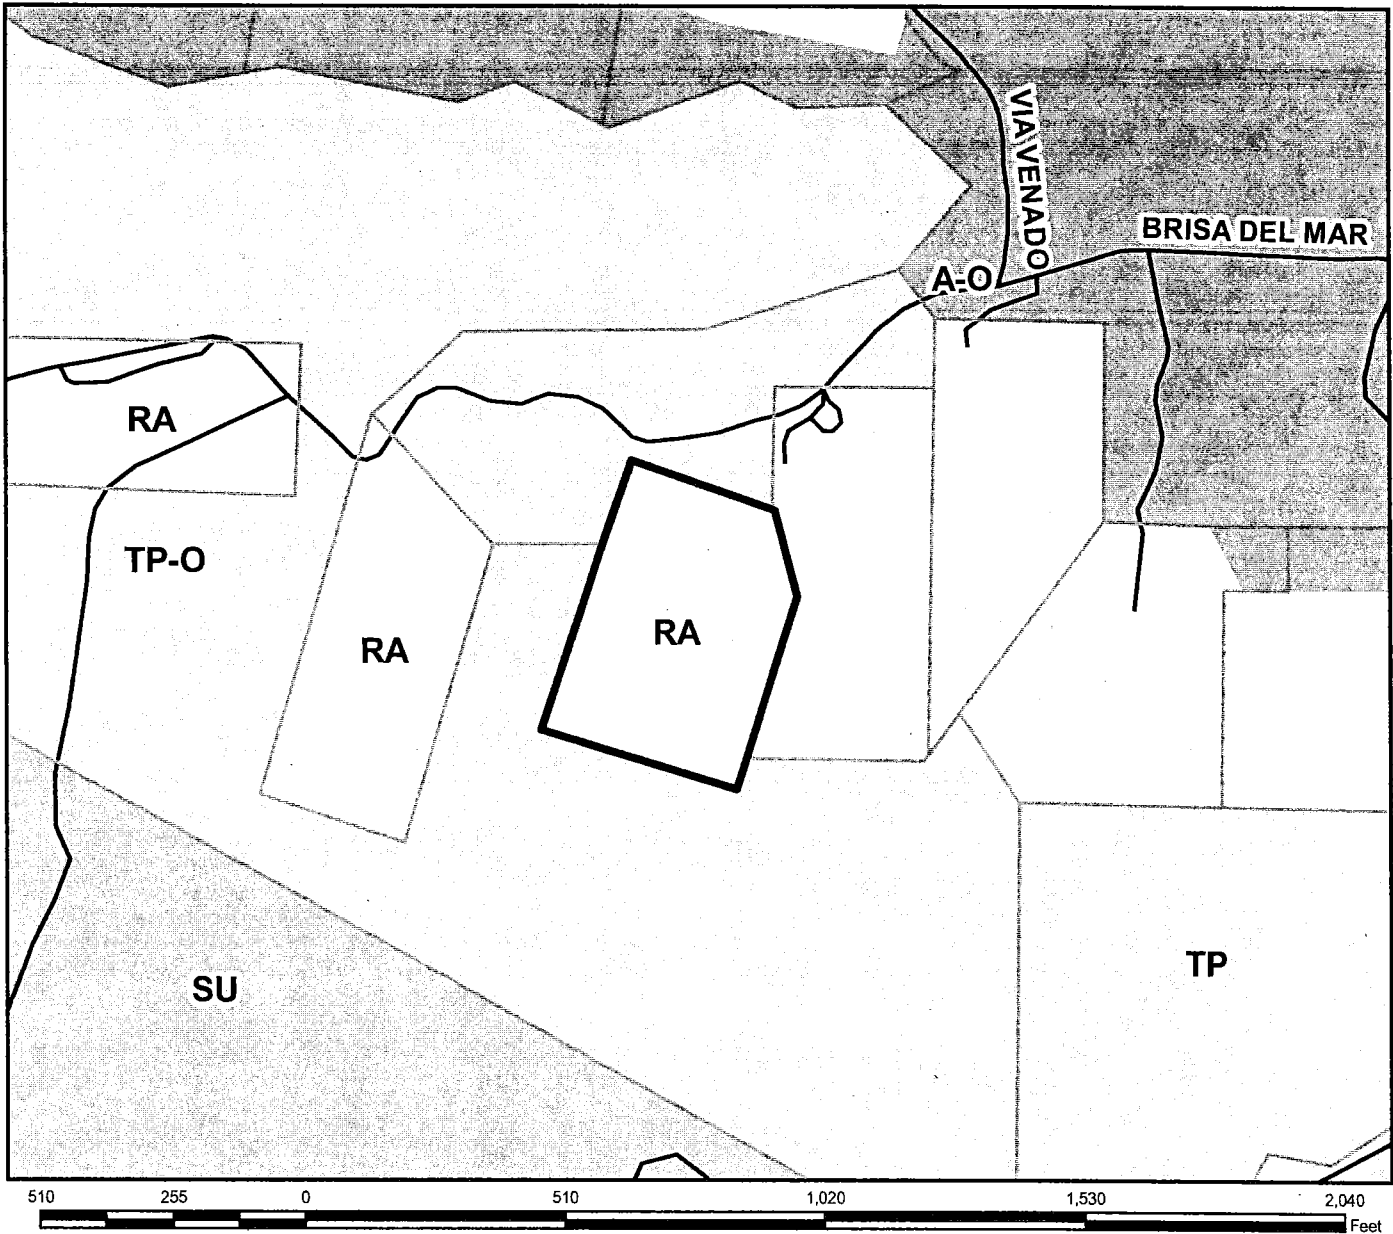 VIA VENADO
BRISA DEL MAR
A-O
RA
TP-O
RA
RA
TP
SU
510 255 0 510 1,020 1,530 2,040
Feet